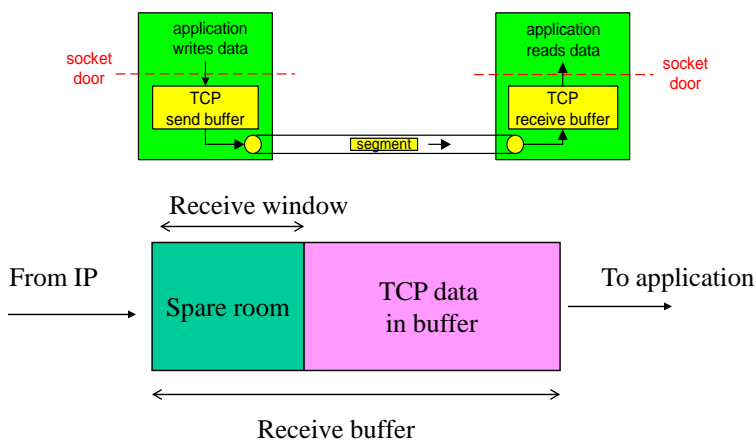 application
writes data
application
reads data
socket
door
socket
door
TCP
send buffer
TCP
receive buffer
segment
Receive window
From IP
To application
Spare room
TCP data
in buffer
Receive buffer